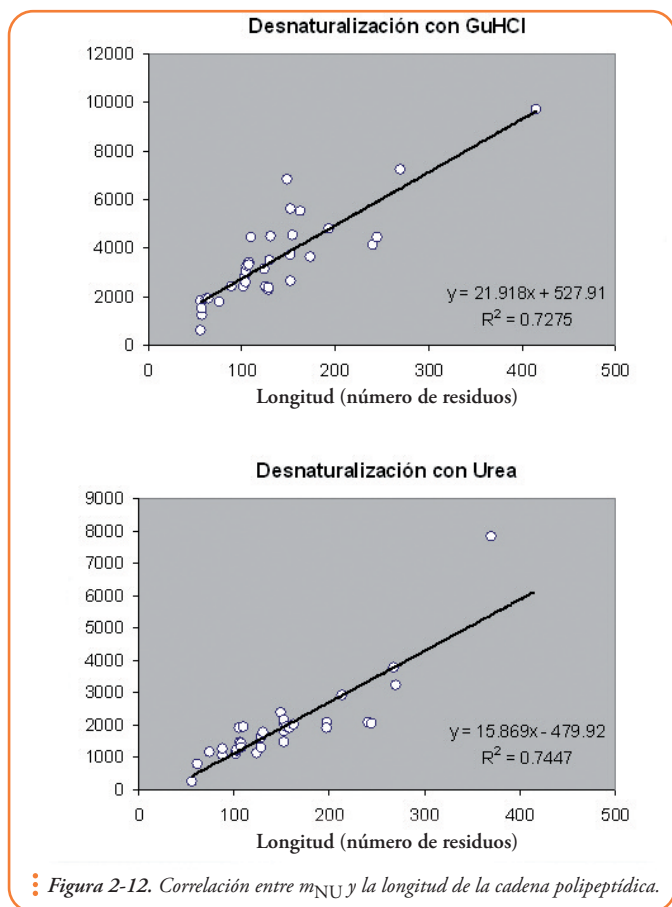 Desnaturalización con GuHCl
12000
10000
8000
6000
4000
2000
0
y = 21.918x + 527.91
R² = 0.7275
0 100 200 300 400 500
Longitud (número de residuos)
Desnaturalización con Urea
9000
8000
7000
6000
5000
4000
3000
2000
1000
0
y = 15.869x - 479.92
R² = 0.7447
0 100 200 300 400 500
Longitud (número de residuos)
Figura 2-12. Correlación entre mNU y la longitud de la cadena polipeptídica.